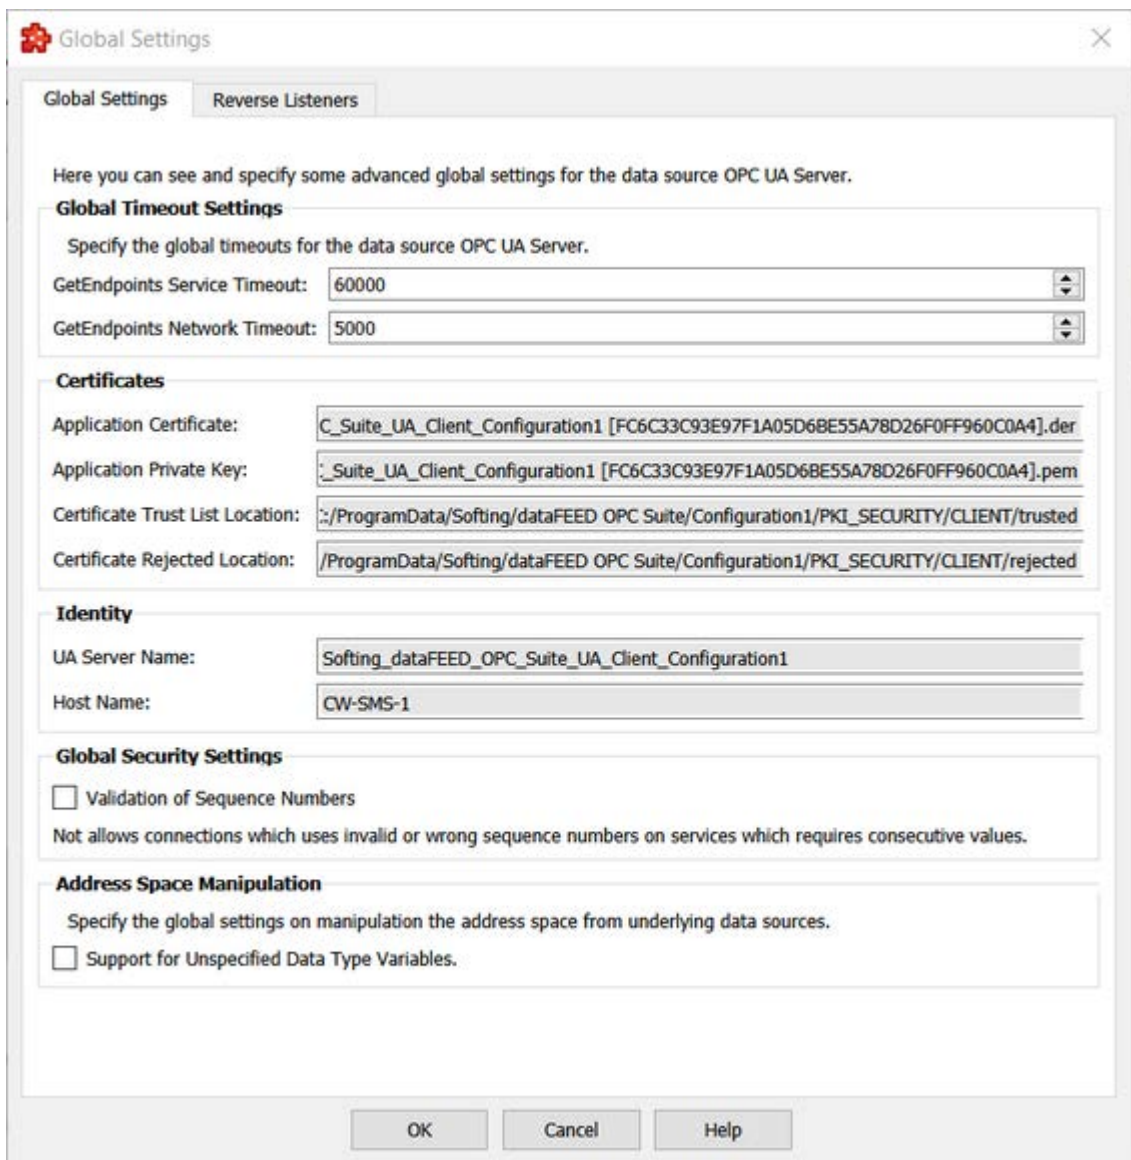 Global Settings
Global Settings Reverse Listeners
Here you can see and specify some advanced global settings for the data source OPC UA Server.
Global Timeout Settings
Specify the global timeouts for the data source OPC UA Server.
GetEndpoints Service Timeout: 60000
GetEndpoints Network Timeout: 5000
Certificates
Application Certificate: C_Suite_UA_Client_Configuration1 [FC6C33C93E97F1A05D6BE55A78D26F0FF960C0A4].der
Application Private Key: _Suite_UA_Client_Configuration1 [FC6C33C93E97F1A05D6BE55A78D26F0FF960C0A4].pem
Certificate Trust List Location: :/ProgramData/Softing/dataFEED OPC Suite/Configuration1/PKI_SECURITY/CLIENT/trusted
Certificate Rejected Location: /ProgramData/Softing/dataFEED OPC Suite/Configuration1/PKI_SECURITY/CLIENT/rejected
Identity
UA Server Name: Softing_dataFEED_OPC_Suite_UA_Client_Configuration1
Host Name: CW-SMS-1
Global Security Settings
Validation of Sequence Numbers
Not allows connections which uses invalid or wrong sequence numbers on services which requires consecutive values.
Address Space Manipulation
Specify the global settings on manipulation the address space from underlying data sources.
Support for Unspecified Data Type Variables.
OK Cancel Help